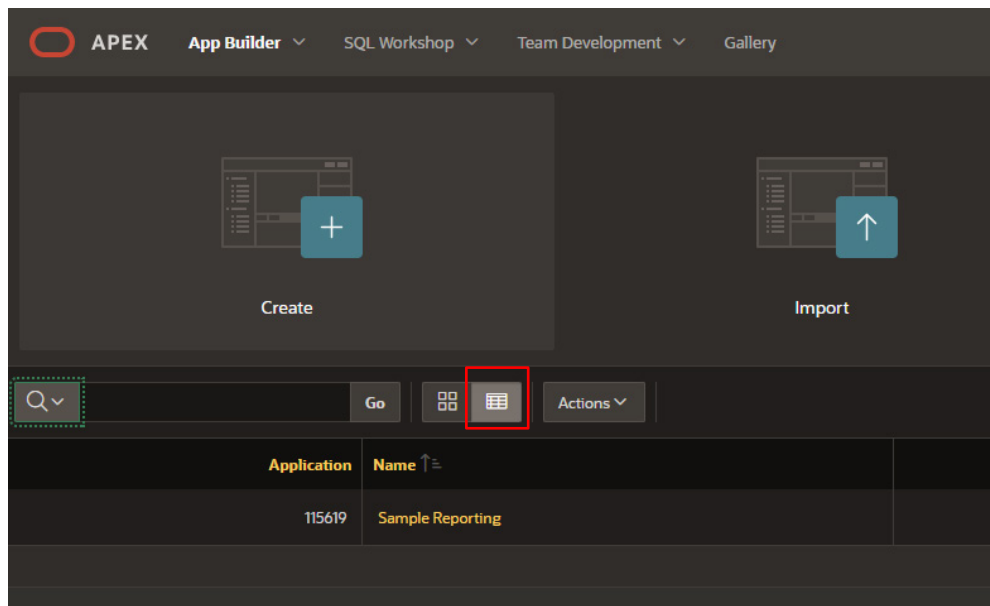 APEX App Builder SQL Workshop Team Development Gallery
Create Import
Go Actions
Application Name
115619 Sample Reporting